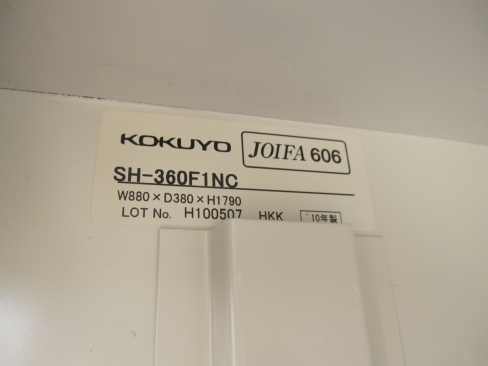 KOKUYO JOIFA 606
SH-360F1NC
W880×D380×H1790
LOT No. H100507 HKK '10年製